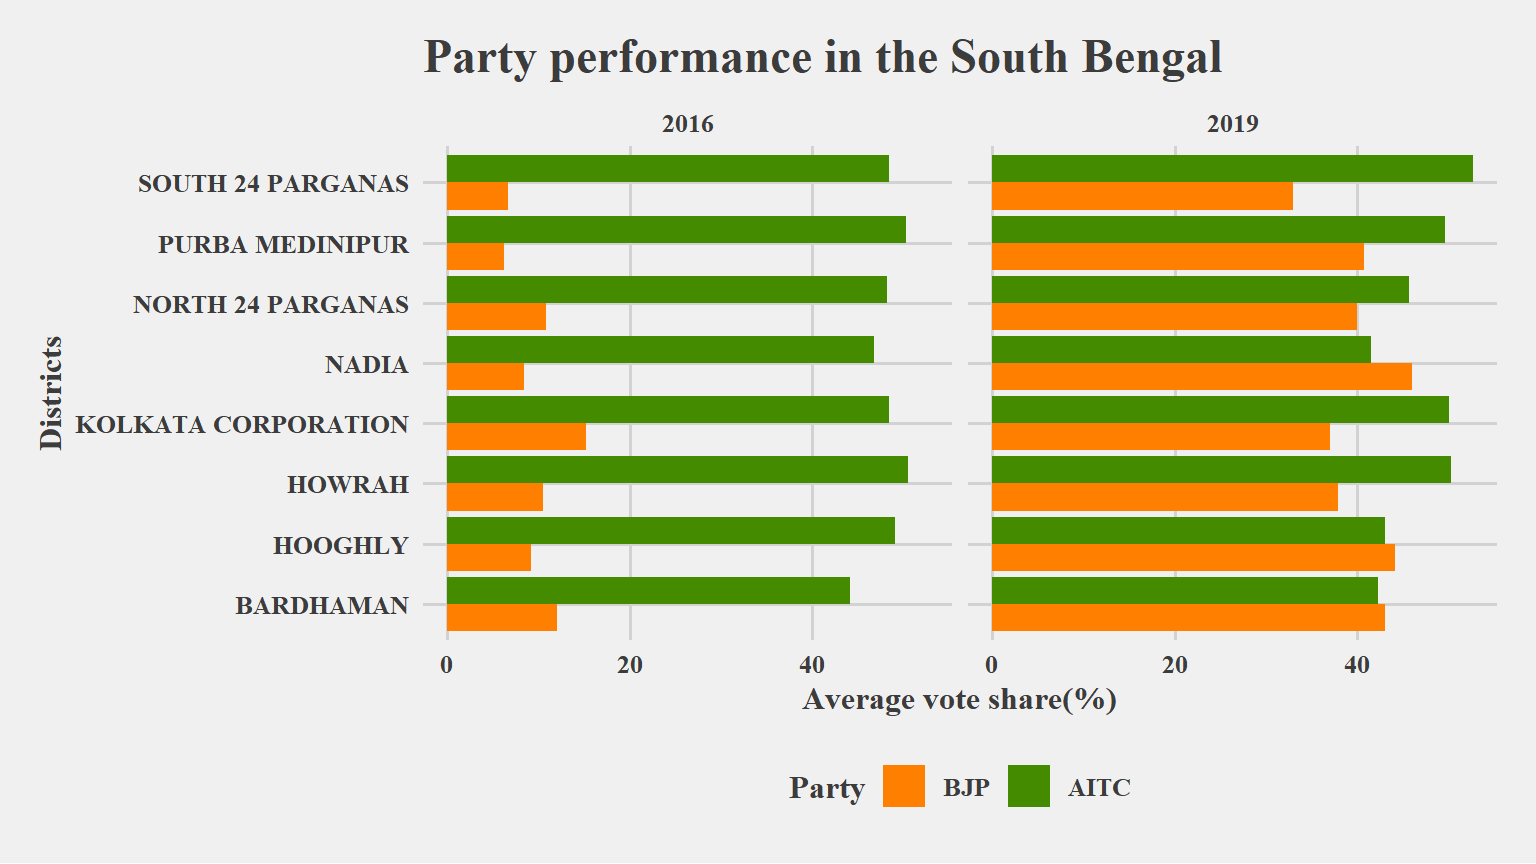 Party performance in the South Bengal
2016 2019
SOUTH 24 PARGANAS
PURBA MEDINIPUR
NORTH 24 PARGANAS
NADIA
KOLKATA CORPORATION
HOWRAH
HOOGHLY
BARDHAMAN
Districts
0 20 40 0 20 40
Average vote share(%)
Party BJP AITC